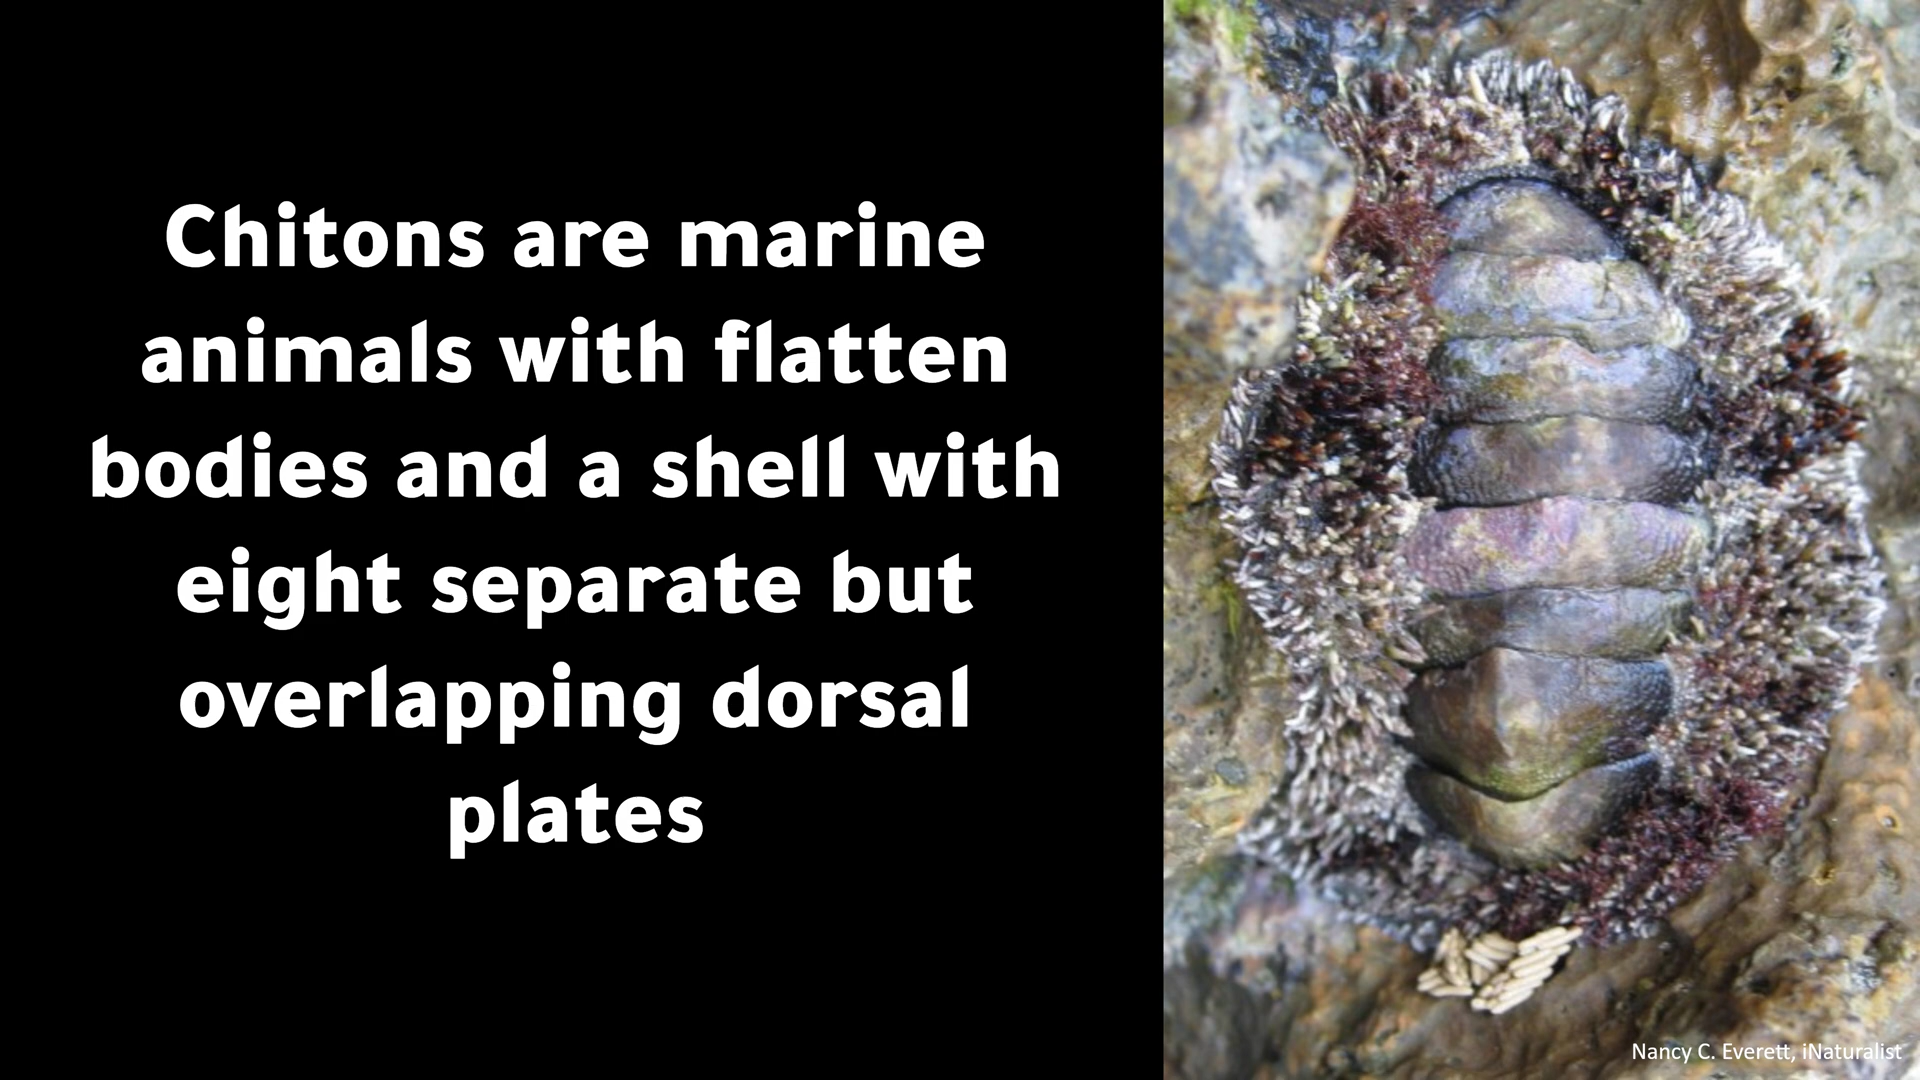 Chitons are marine
animals with flatten
bodies and a shell with
eight separate but
overlapping dorsal
plates
Nancy C. Everett, iNaturalist